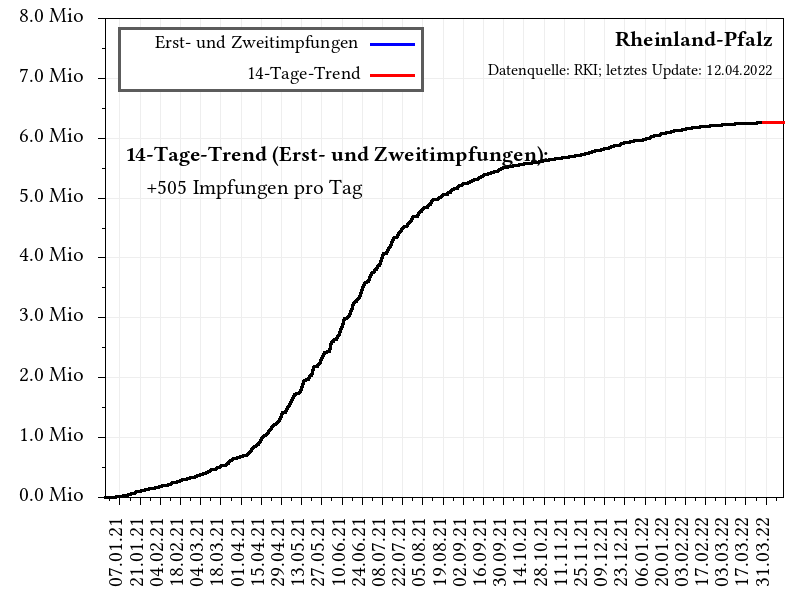 8.0 Mio
7.0 Mio
6.0 Mio
5.0 Mio
4.0 Mio
3.0 Mio
2.0 Mio
1.0 Mio
0.0 Mio
Erst- und Zweitimpfungen
14-Tage-Trend
Rheinland-Pfalz
Datenquelle: RKI; letztes Update: 12.04.2022
14-Tage-Trend (Erst- und Zweitimpfungen):
+505 Impfungen pro Tag
07.01.21
21.01.21
04.02.21
18.02.21
04.03.21
18.03.21
01.04.21
15.04.21
29.04.21
13.05.21
27.05.21
10.06.21
24.06.21
08.07.21
22.07.21
05.08.21
19.08.21
02.09.21
16.09.21
30.09.21
14.10.21
28.10.21
11.11.21
25.11.21
09.12.21
23.12.21
06.01.22
20.01.22
03.02.22
17.02.22
03.03.22
17.03.22
31.03.22